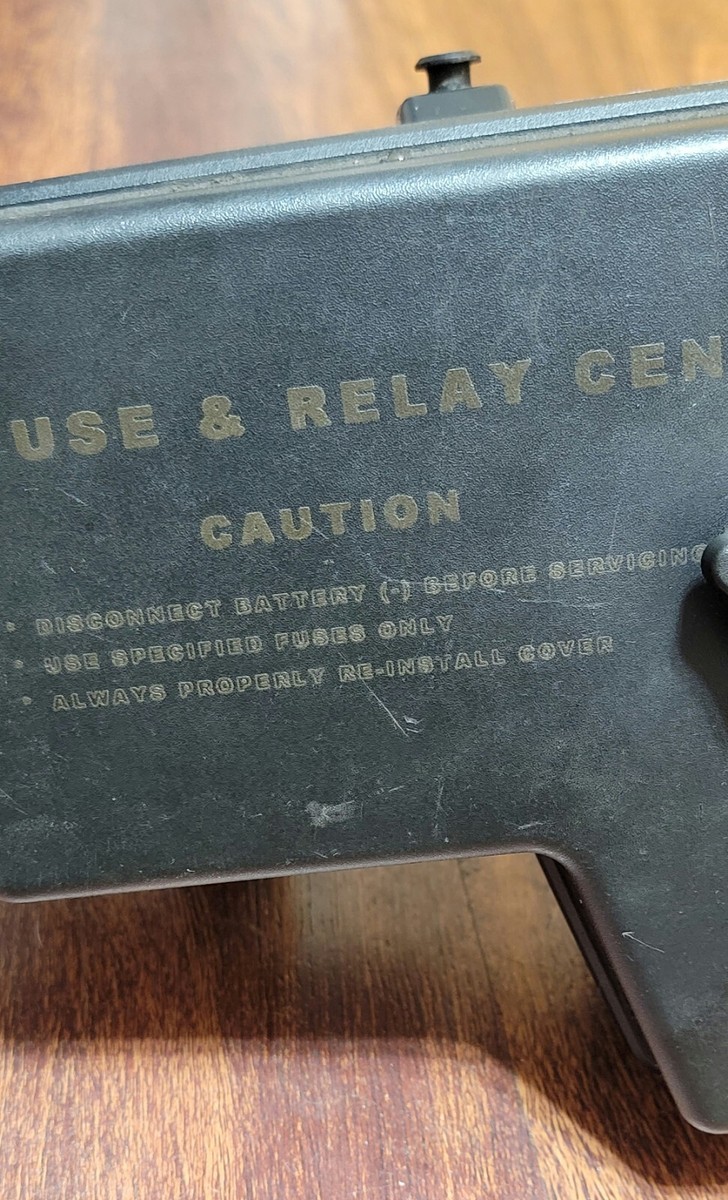 USE & RELAY CEN
CAUTION
• DISCONNECT BATTERY (-) BEFORE SERVICING
• USE SPECIFIED FUSES ONLY
• ALWAYS PROPERLY RE-INSTALL COVER